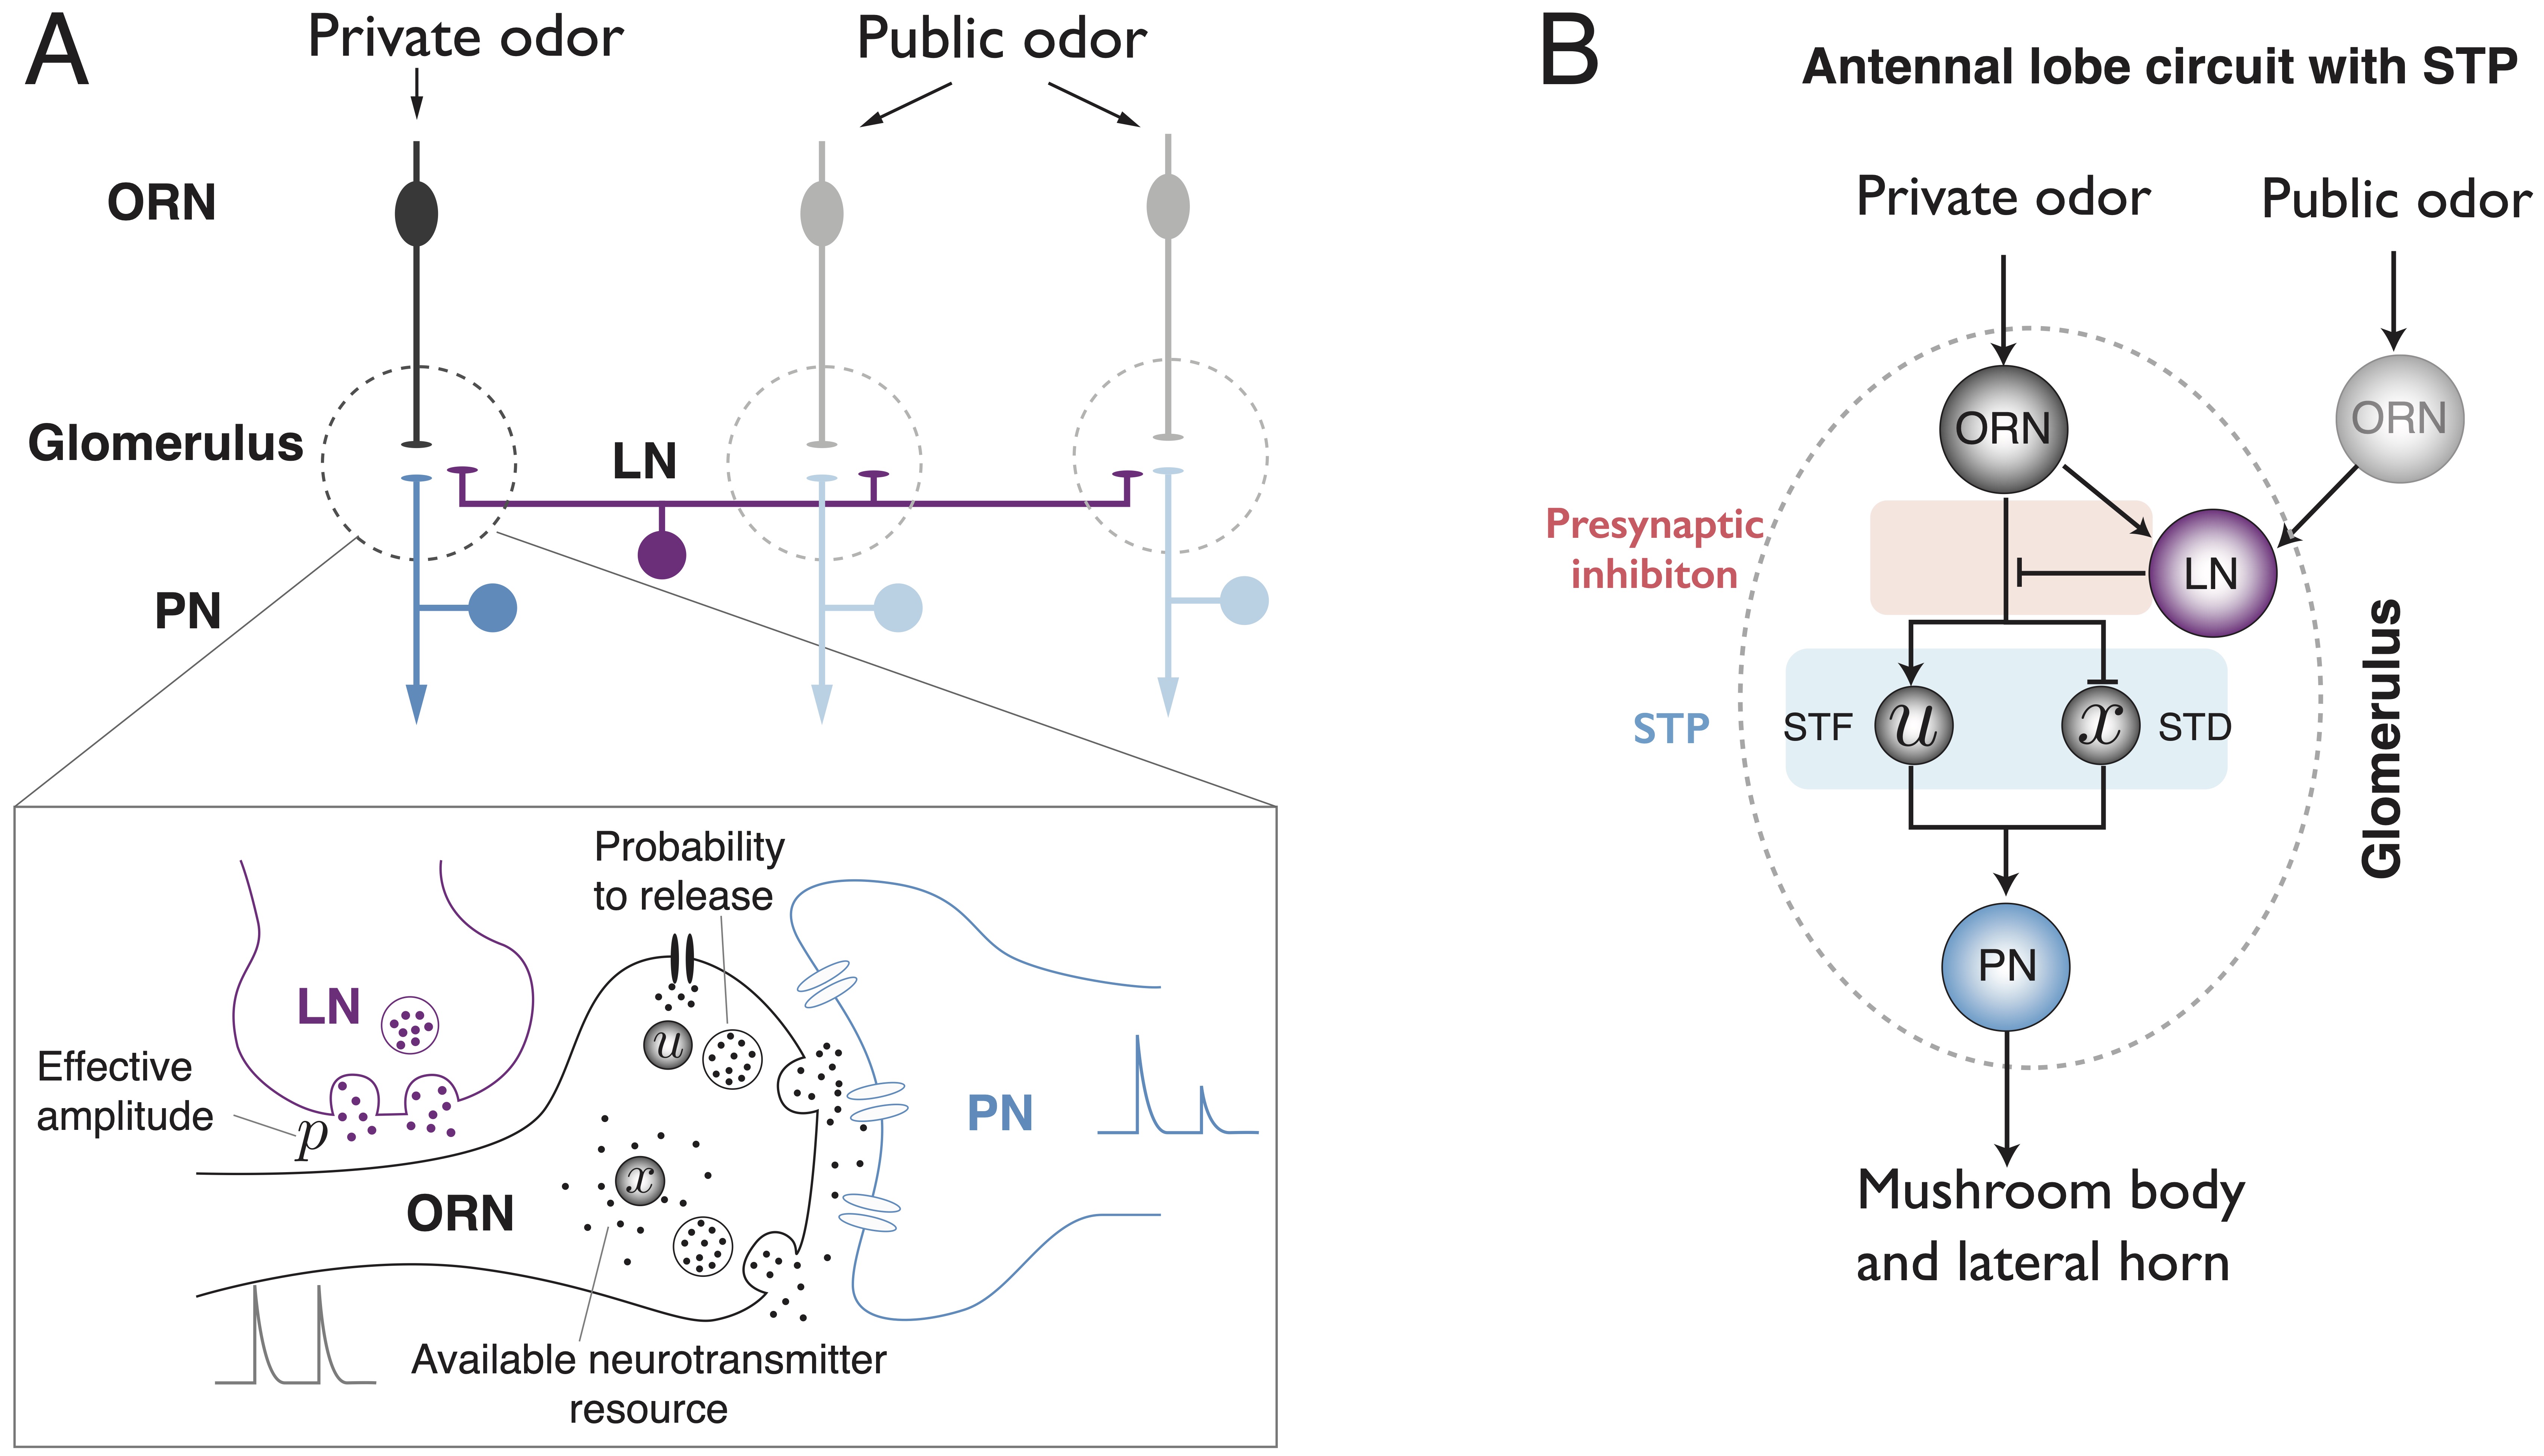 A
Private odor
Public odor
ORN
Glomerulus
LN
PN
Probability
to release
LN
u
Effective
amplitude
p
PN
x
ORN
Available neurotransmitter
resource
B
Antennal lobe circuit with STP
Private odor
Public odor
ORN
ORN
Presynaptic
inhibiton
LN
STP
STF
u
x
STD
Glomerulus
PN
Mushroom body
and lateral horn